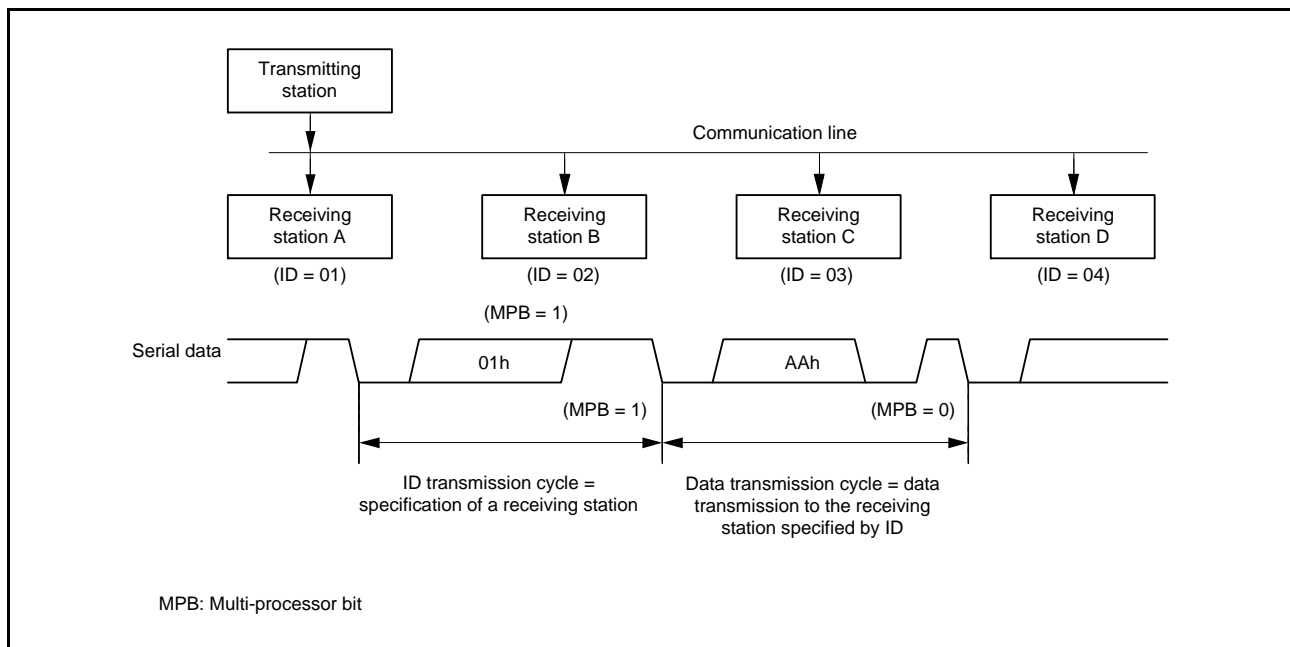 Transmitting
station
Communication line
Receiving
station A
Receiving
station B
Receiving
station C
Receiving
station D
(ID = 01)
(ID = 02)
(ID = 03)
(ID = 04)
(MPB = 1)
Serial data
01h
AAh
(MPB = 1)
(MPB = 0)
ID transmission cycle =
specification of a receiving station
Data transmission cycle = data
transmission to the receiving
station specified by ID
MPB: Multi-processor bit